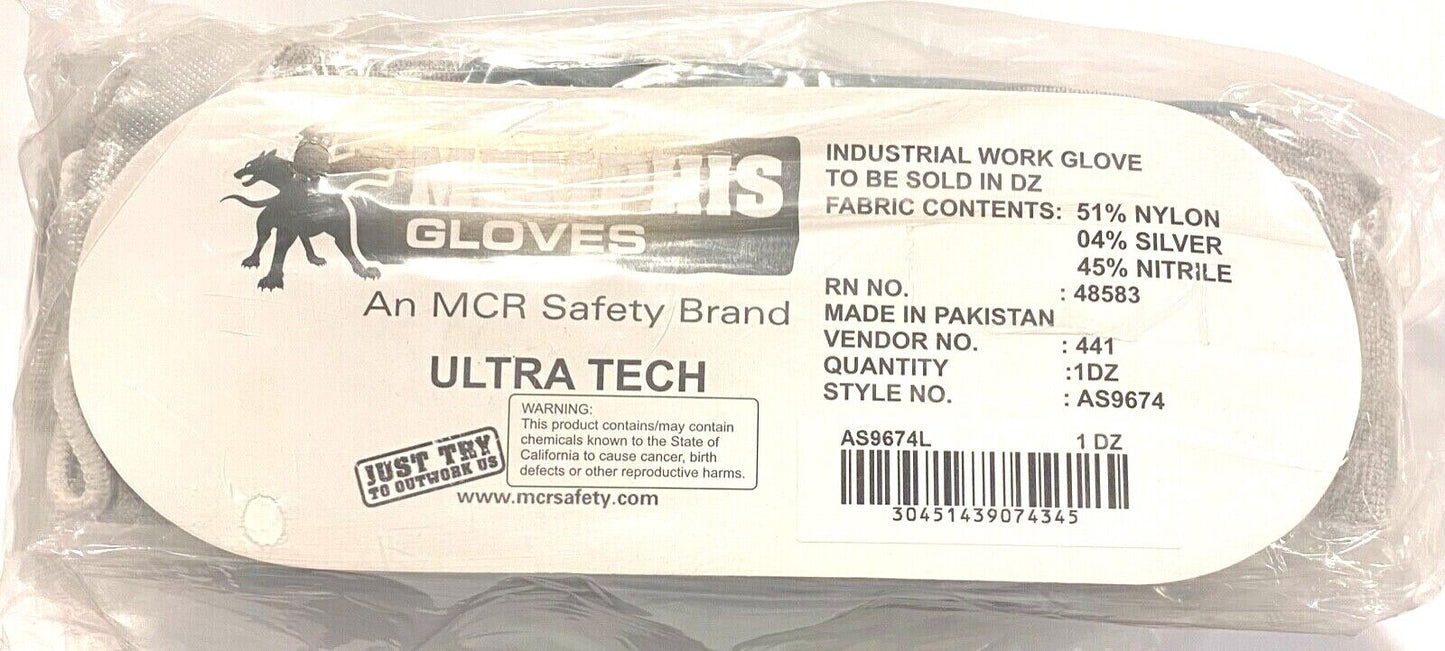 MEMPHIS
GLOVES
An MCR Safety Brand
ULTRA TECH
WARNING:
This product contains/may contain
chemicals known to the State of
California to cause cancer, birth
defects or other reproductive harms.
JUST TRY
TO OUTWORK US
www.mcrsafety.com
INDUSTRIAL WORK GLOVE
TO BE SOLD IN DZ
FABRIC CONTENTS: 51% NYLON
04% SILVER
45% NITRILE
RN NO. : 48583
MADE IN PAKISTAN
VENDOR NO. : 441
QUANTITY :1DZ
STYLE NO. : AS9674
AS9674L 1 DZ
30451439074345